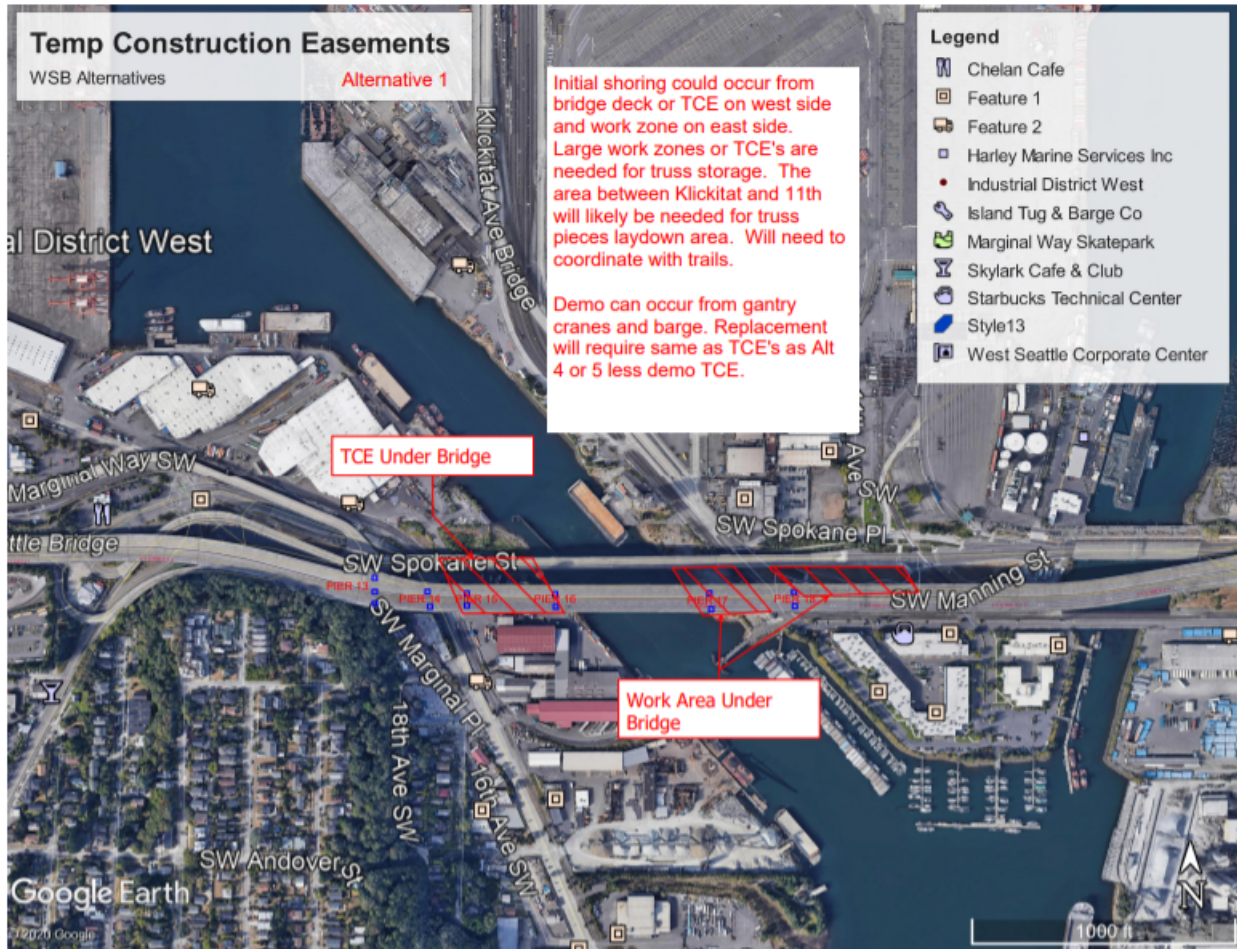 Temp Construction Easements
WSB Alternatives
Alternative 1
Initial shoring could occur from
bridge deck or TCE on west side
and work zone on east side.
Large work zones or TCE's are
needed for truss storage. The
area between Klickitat and 11th
will likely be needed for truss
pieces laydown area. Will need to
coordinate with trails.
Demo can occur from gantry
cranes and barge. Replacement
will require same as TCE's as Alt
4 or 5 less demo TCE.
Legend
Chelan Cafe
Feature 1
Feature 2
Harley Marine Services Inc
Industrial District West
Island Tug & Barge Co
Marginal Way Skatepark
Skylark Cafe & Club
Starbucks Technical Center
Style13
West Seattle Corporate Center
Klickitat Ave Bridge
al District West
TCE Under Bridge
Marginal Way SW
Ave SW
SW Spokane Pl
ttle Bridge
SW Spokane St
SW Manning St
PIER 13
PIER 14
PIER 15
PIER 16
PIER 17
PIER 18
SW Marginal Pl
Work Area Under
Bridge
18th Ave SW
16th Ave SW
SW Andover St
Google Earth
© 2020 Google
N
1000 ft